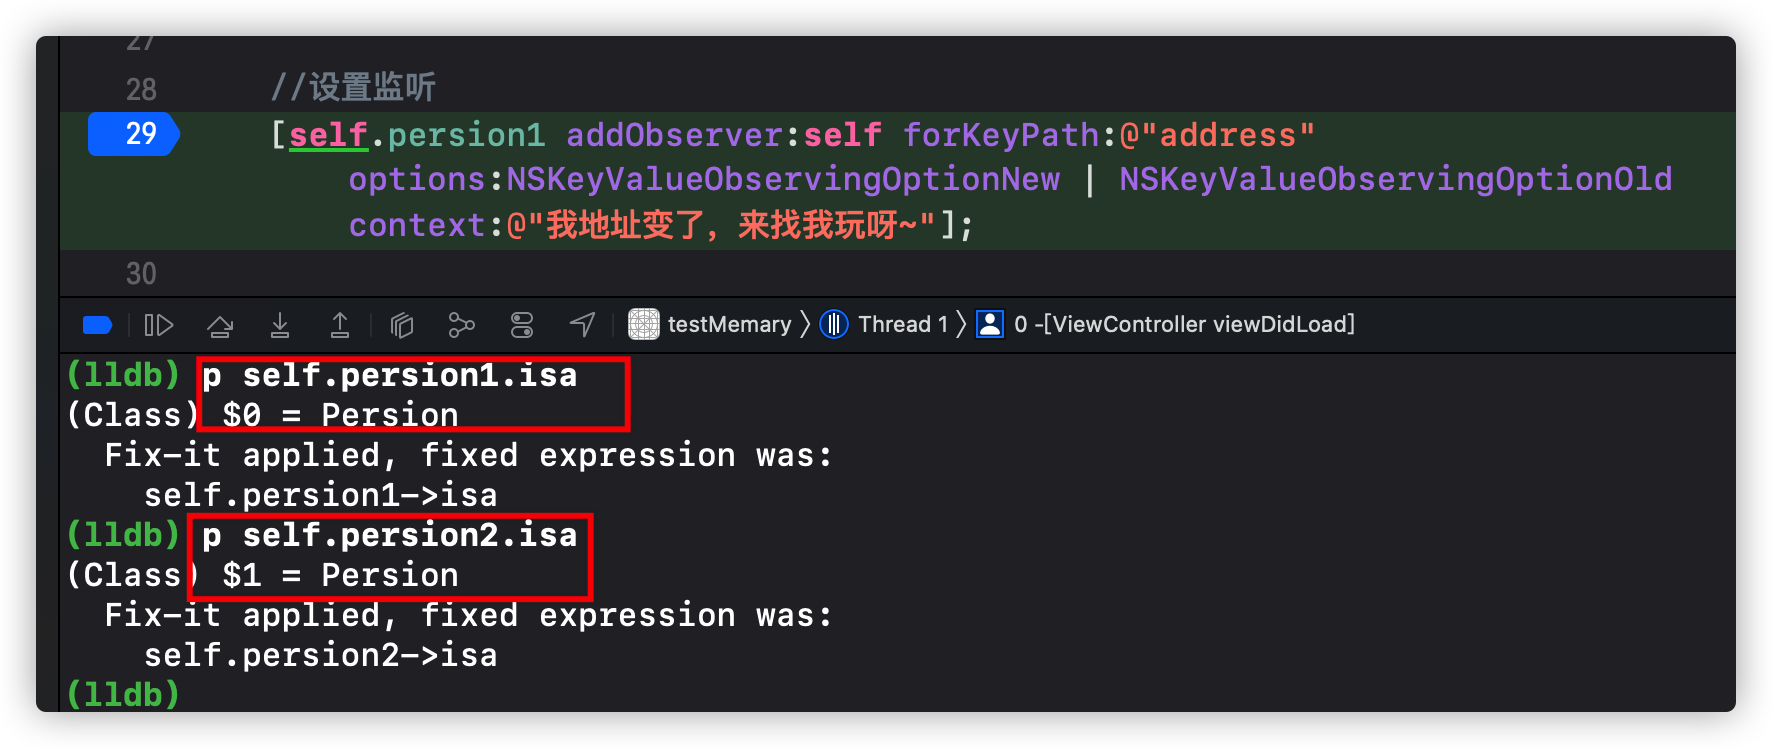 27
28 //设置监听
29 [self.persion1 addObserver:self forKeyPath:@"address"
options:NSKeyValueObservingOptionNew | NSKeyValueObservingOptionOld
context:@"我地址变了，来找我玩呀~"];
30
testMemary 〉 Thread 1 〉 0 -[ViewController viewDidLoad]
(lldb) p self.persion1.isa
(Class) $0 = Persion
Fix-it applied, fixed expression was:
self.persion1->isa
(lldb) p self.persion2.isa
(Class) $1 = Persion
Fix-it applied, fixed expression was:
self.persion2->isa
(lldb)